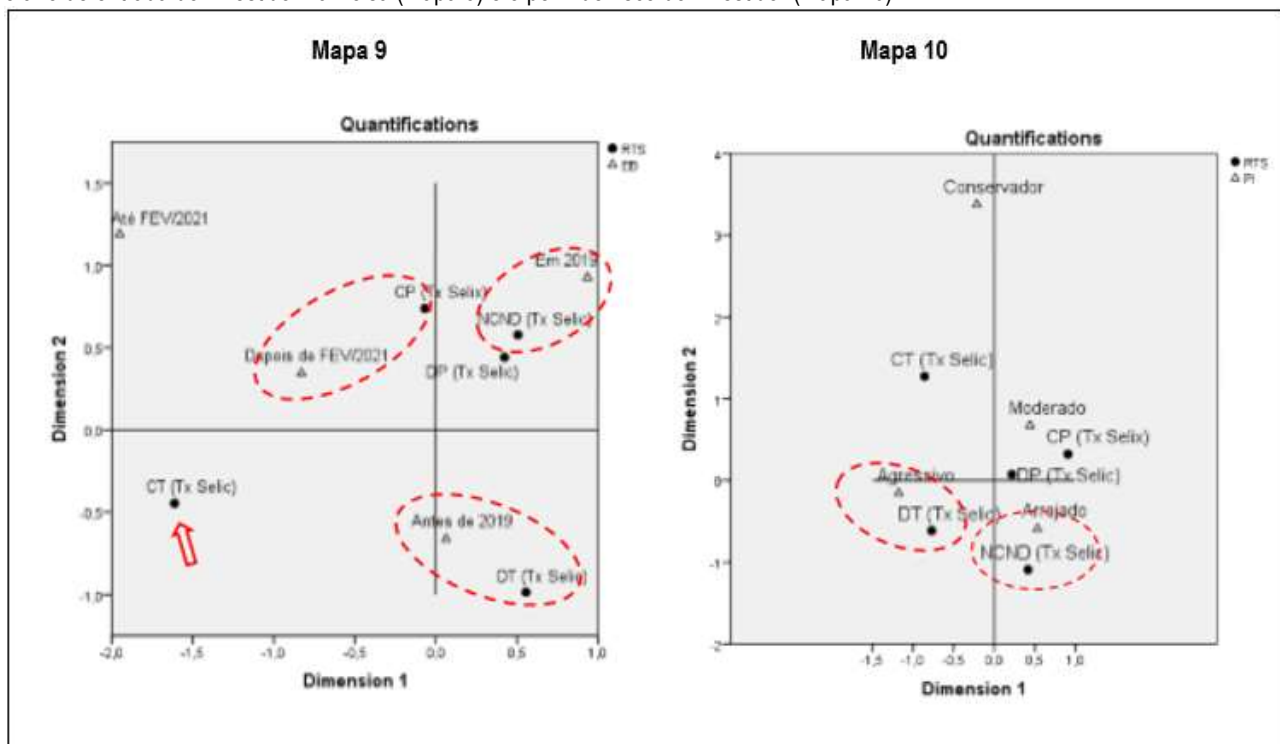 Mapa 9
Quantifications
RTS
1,5
Até FEV/2021
1,0
Em 2019
CP (Tx Selix)
NCND (Tx Selic)
0,5
Depois de FEV/2021
DP (Tx Selic)
Dimension 2
0,0
CT (Tx Selic)
-0,5
Antes de 2019
DT (Tx Selic)
-1,0
-2,0 -1,5 -1,0 -0,5 0,0 0,5 1,0
Dimension 1
Mapa 10
Quantifications
RTS
PI
4
Conservador
3
2
CT (Tx Selic)
Dimension 2
1
Moderado
CP (Tx Selix)
0
Agressivo
DP (Tx Selic)
DT (Tx Selic)
Arrojado
-1
NCND (Tx Selic)
-2
-1,5 -1,0 -0,5 0,0 0,5 1,0
Dimension 1